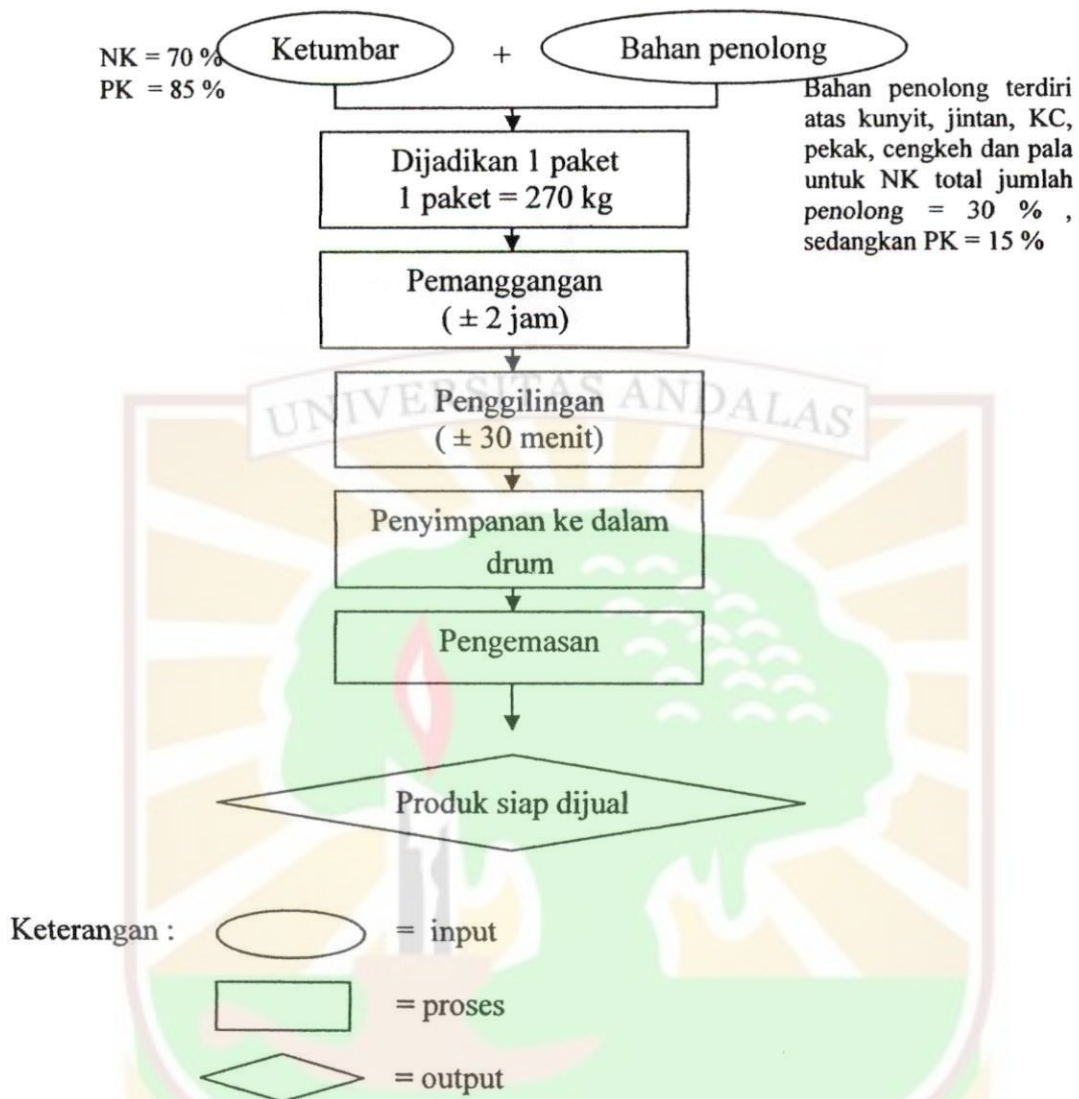 NK = 70 %
PK = 85 %
Ketumbar
+
Bahan penolong
Bahan penolong terdiri
atas kunyit, jintan, KC,
pekak, cengkeh dan pala
untuk NK total jumlah
penolong = 30 % ,
sedangkan PK = 15 %
Dijadikan 1 paket
1 paket = 270 kg
Pemanggangan
( ± 2 jam)
UNIVERSITAS ANDALAS
Penggilingan
( ± 30 menit)
Penyimpanan ke dalam
drum
Pengemasan
Produk siap dijual
Keterangan :
= input
= proses
= output